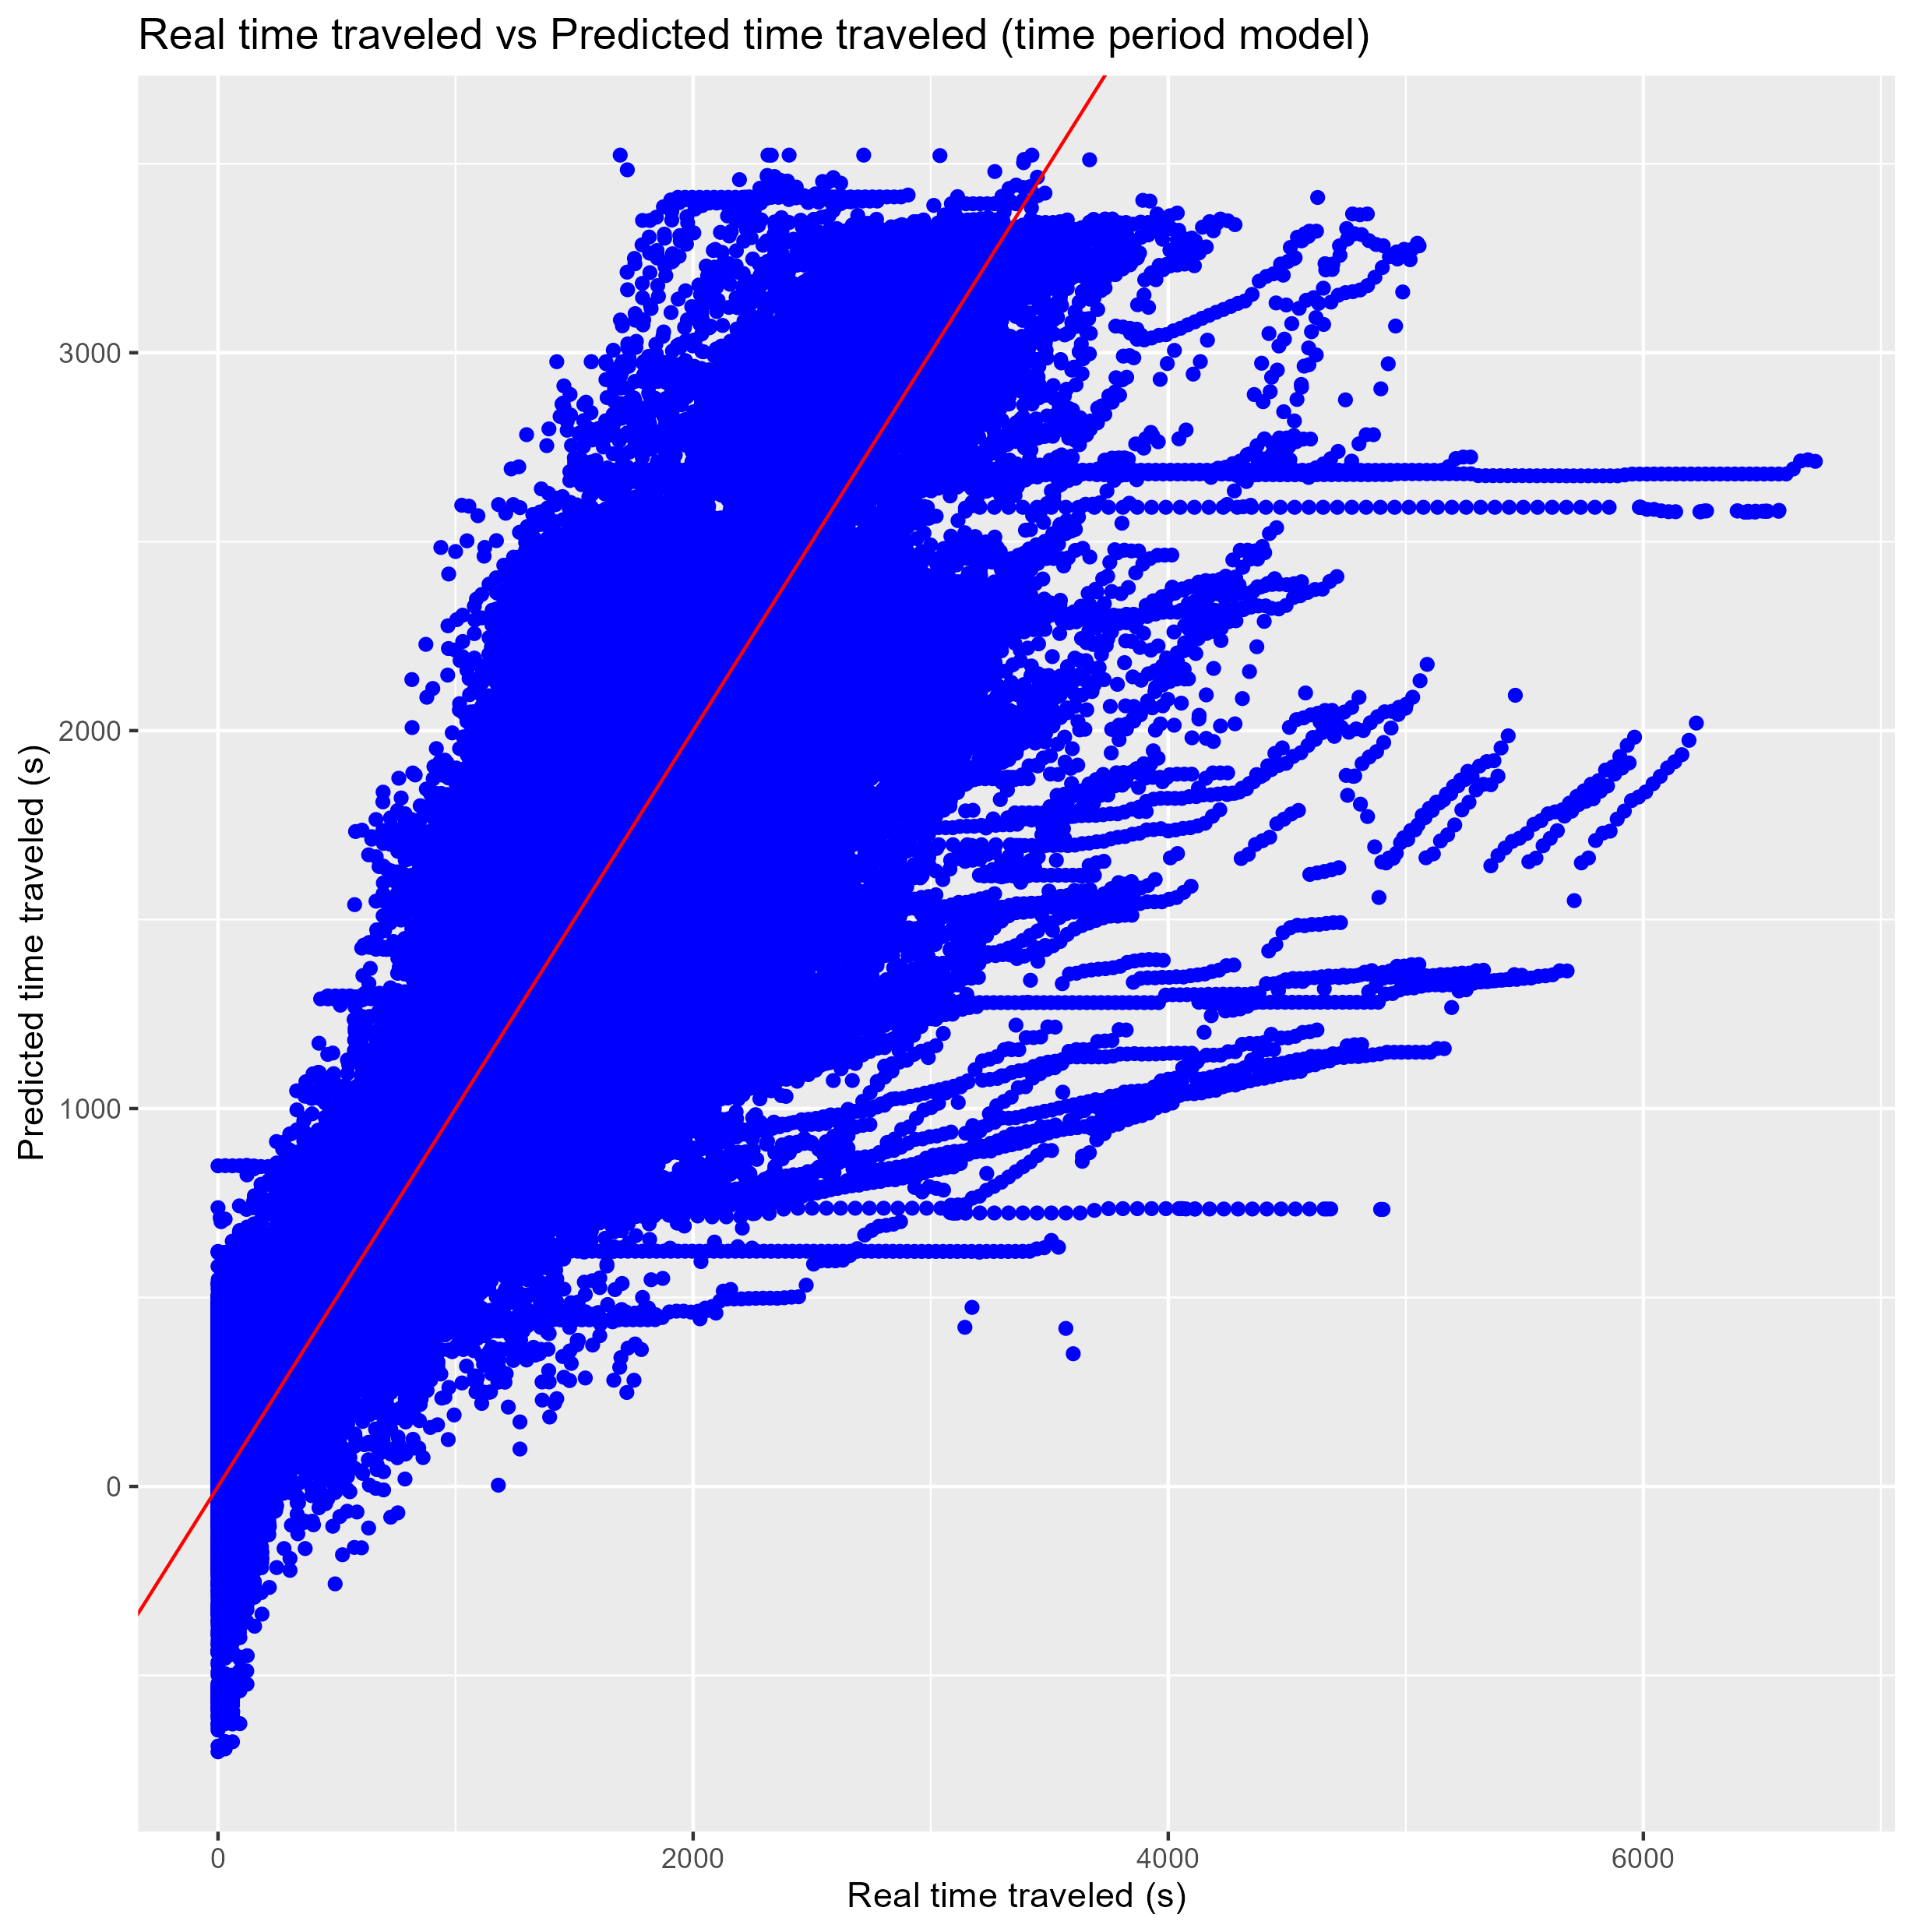 Real time traveled vs Predicted time traveled (time period model)
Predicted time traveled (s)
3000
2000
1000
0
0 2000 4000 6000
Real time traveled (s)